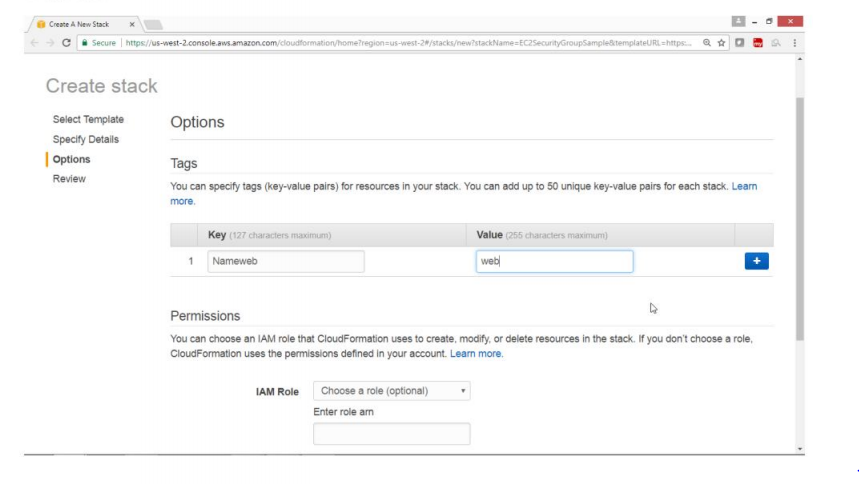 Create A New Stack
Secure | https://us-west-2.console.aws.amazon.com/cloudformation/home?region=us-west-2#/stacks/new?stackName=EC2SecurityGroupSample&templateURL=https:...
Create stack
Select Template
Specify Details
Options
Review
Options
Tags
You can specify tags (key-value pairs) for resources in your stack. You can add up to 50 unique key-value pairs for each stack. Learn
more.
Key (127 characters maximum) Value (255 characters maximum)
1 Nameweb web +
Permissions
You can choose an IAM role that CloudFormation uses to create, modify, or delete resources in the stack. If you don't choose a role,
CloudFormation uses the permissions defined in your account. Learn more.
IAM Role Choose a role (optional)
Enter role arn